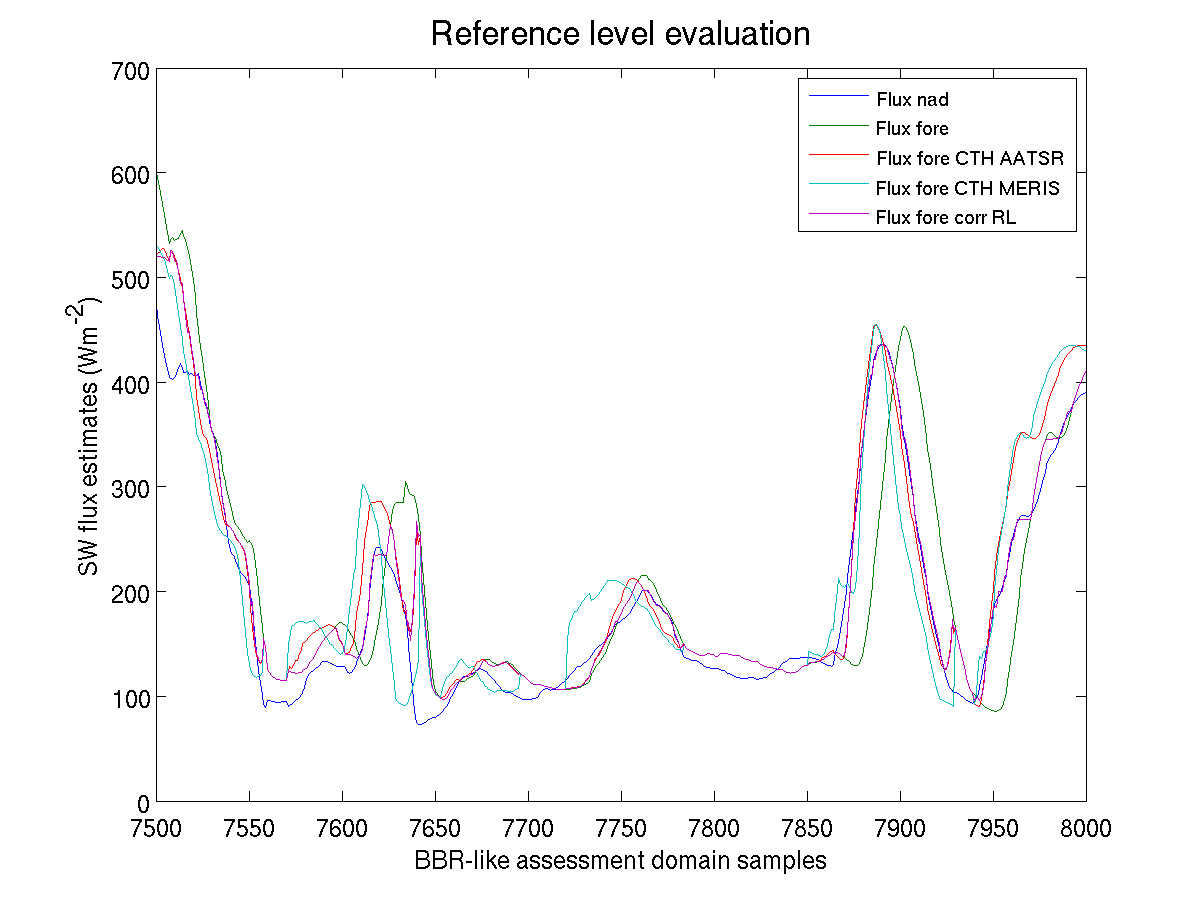 Reference level evaluation
700
600
500
400
300
200
100
0
SW flux estimates (Wm⁻²)
Flux nad
Flux fore
Flux fore CTH AATSR
Flux fore CTH MERIS
Flux fore corr RL
7500 7550 7600 7650 7700 7750 7800 7850 7900 7950 8000
BBR-like assessment domain samples